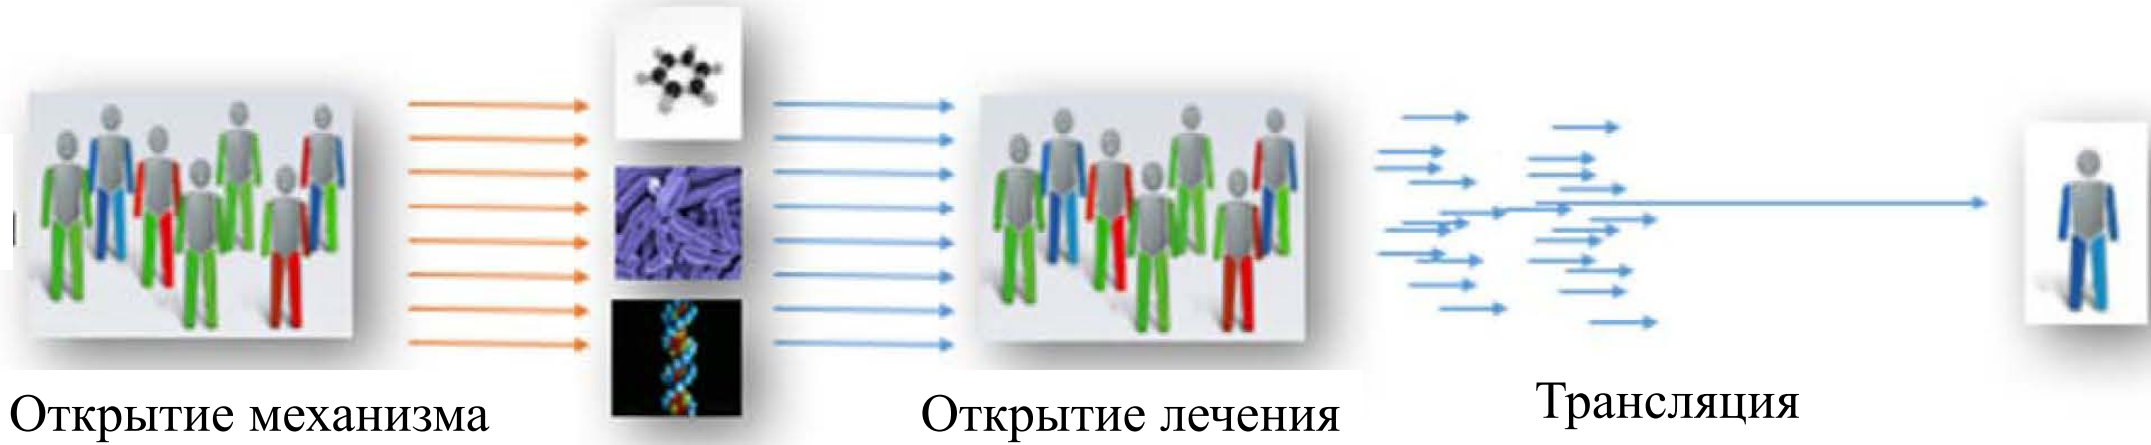 Открытие механизма
Открытие лечения
Трансляция